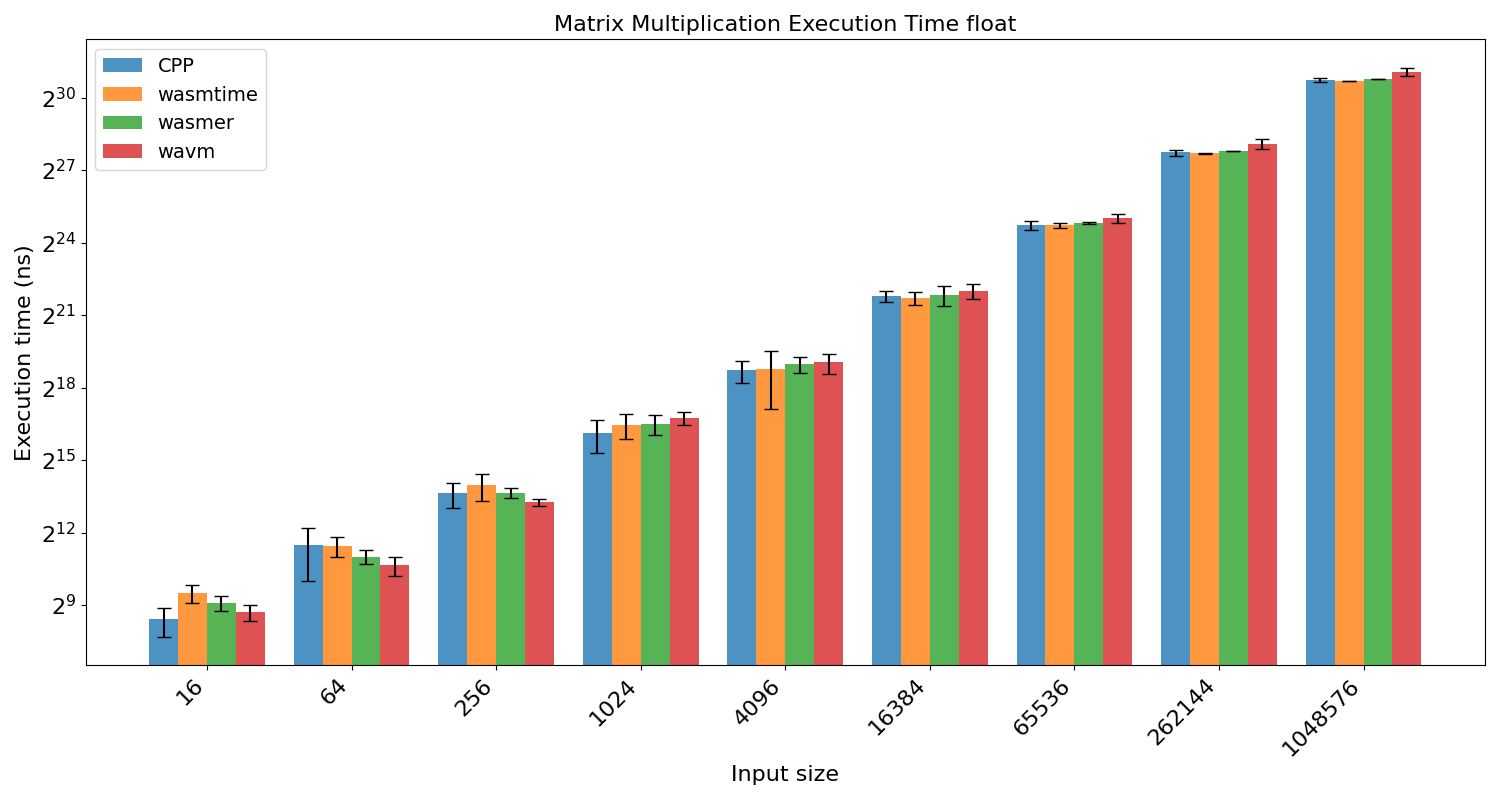 Matrix Multiplication Execution Time float
CPP
wasmtime
wasmer
wavm
Execution time (ns)
2^30
2^27
2^24
2^21
2^18
2^15
2^12
2^9
16
64
256
1024
4096
16384
65536
262144
1048576
Input size